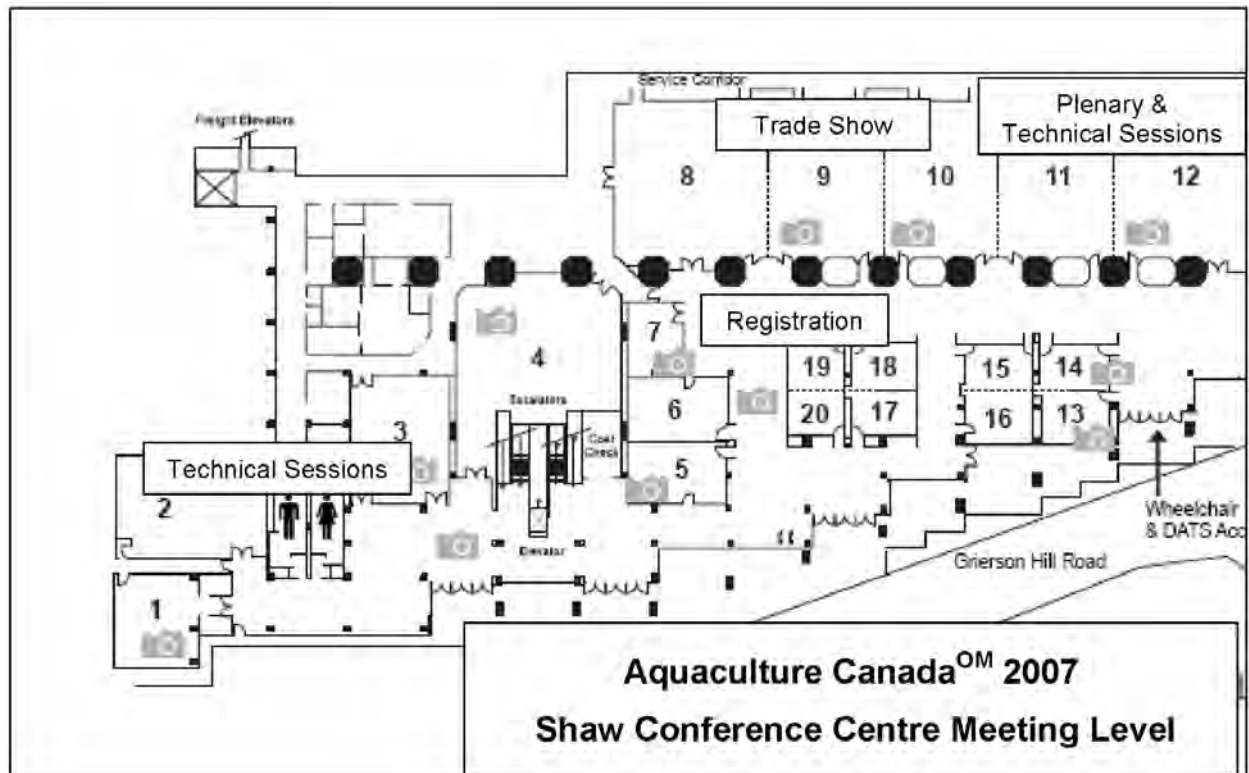 Service Corridor
Freight Elevators
Trade Show
Plenary &
Technical Sessions
8
9
10
11
12
Registration
7
4
19
18
15
14
6
20
17
16
13
Escalators
Coat
Check
3
5
Technical Sessions
2
Elevator
Wheelchair
& DATS Acc
Grierson Hill Road
1
Aquaculture Canada^OM 2007
Shaw Conference Centre Meeting Level